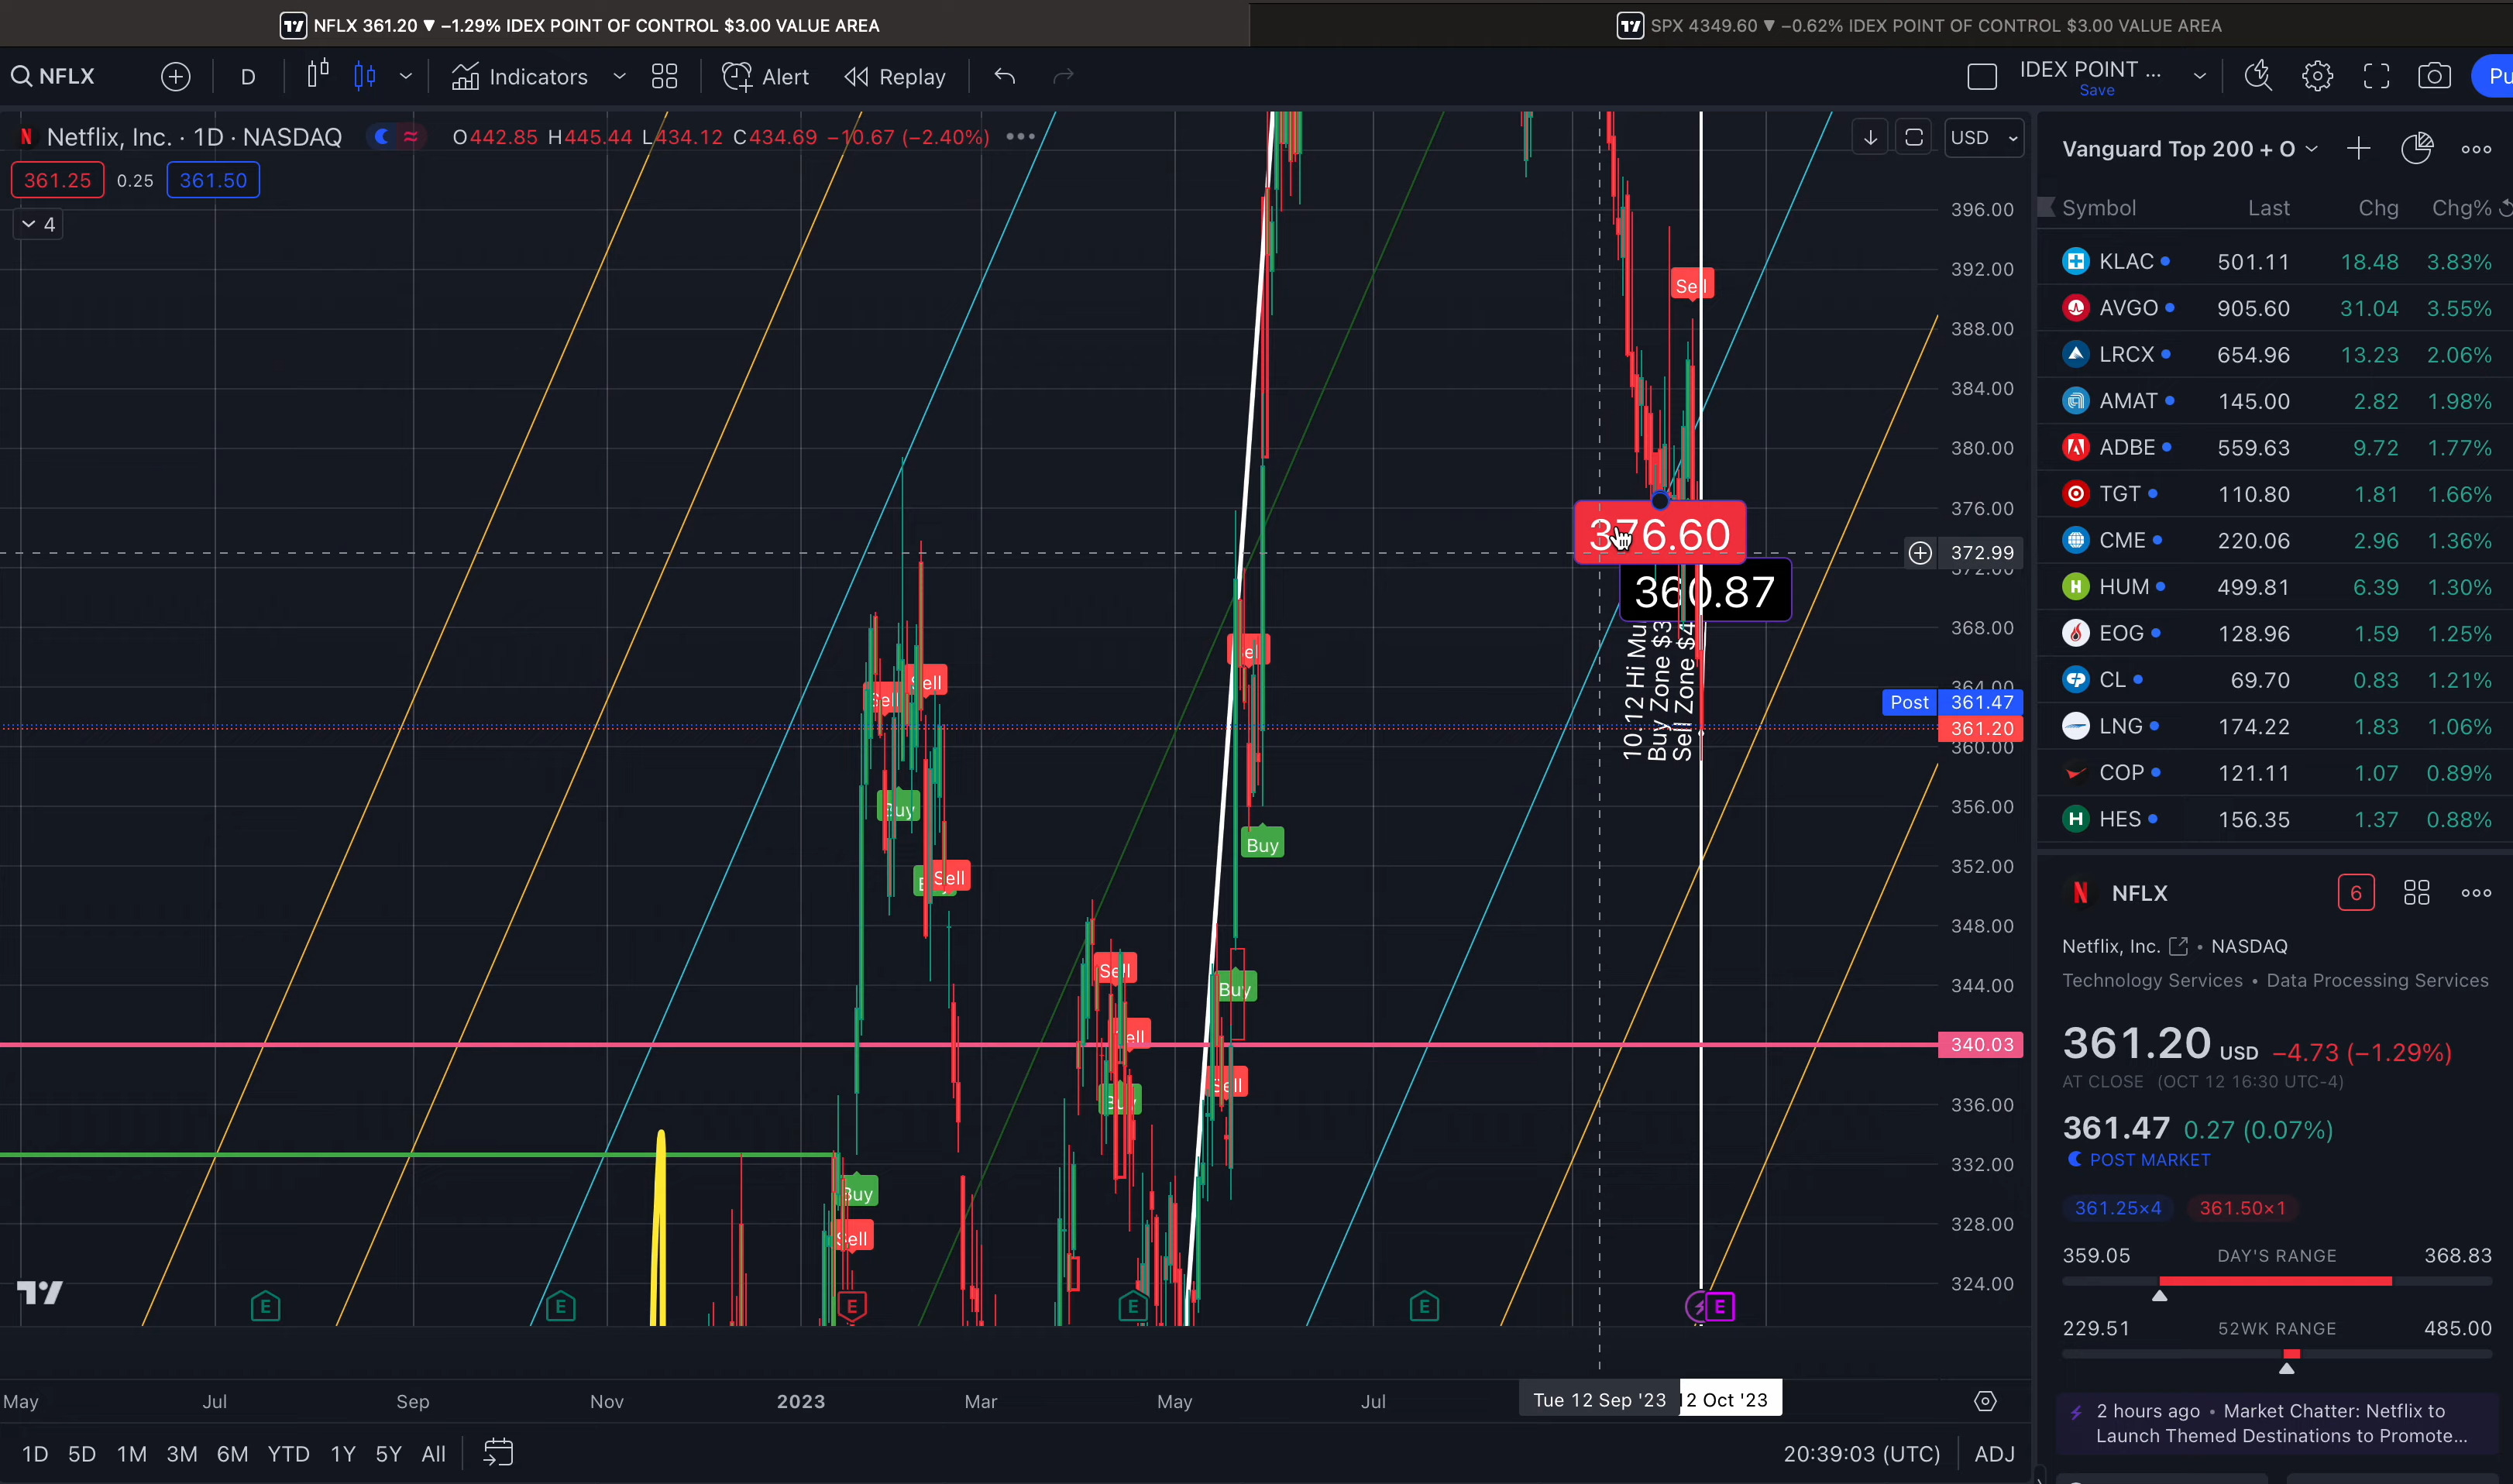 NFLX 361.20 ▼ −1.29% IDEX POINT OF CONTROL $3.00 VALUE AREA
SPX 4349.60 ▼ −0.62% IDEX POINT OF CONTROL $3.00 VALUE AREA
NFLX
D
Indicators
Alert
Replay
IDEX POINT ...
Save
Pu
Netflix, Inc. · 1D · NASDAQ
O442.85 H445.44 L434.12 C434.69 −10.67 (−2.40%)
361.25 0.25 361.50
4
USD
396.00
392.00
388.00
384.00
380.00
376.00
372.99
372.00
368.00
364.00
Post 361.47
361.20
360.00
356.00
352.00
348.00
344.00
340.03
336.00
332.00
328.00
324.00
Sell
376.60
360.87
10.12 Hi Mu
Buy Zone $3
Sell Zone $4
Sell
Sell
Sell
Buy
Buy
Sell
Sell
Buy
Buy
Sell
Sell
Buy
Sell
Buy
Sell
E
E
E
E
E
E
May
Jul
Sep
Nov
2023
Mar
May
Jul
Tue 12 Sep '23
2 Oct '23
1D 5D 1M 3M 6M YTD 1Y 5Y All
20:39:03 (UTC)
ADJ
Vanguard Top 200 + O
Symbol Last Chg Chg%
KLAC 501.11 18.48 3.83%
AVGO 905.60 31.04 3.55%
LRCX 654.96 13.23 2.06%
AMAT 145.00 2.82 1.98%
ADBE 559.63 9.72 1.77%
TGT 110.80 1.81 1.66%
CME 220.06 2.96 1.36%
HUM 499.81 6.39 1.30%
EOG 128.96 1.59 1.25%
CL 69.70 0.83 1.21%
LNG 174.22 1.83 1.06%
COP 121.11 1.07 0.89%
HES 156.35 1.37 0.88%
NFLX
6
Netflix, Inc. • NASDAQ
Technology Services • Data Processing Services
361.20 USD −4.73 (−1.29%)
AT CLOSE (OCT 12 16:30 UTC-4)
361.47 0.27 (0.07%)
POST MARKET
361.25×4 361.50×1
359.05 DAY'S RANGE 368.83
229.51 52WK RANGE 485.00
2 hours ago • Market Chatter: Netflix to
Launch Themed Destinations to Promote...